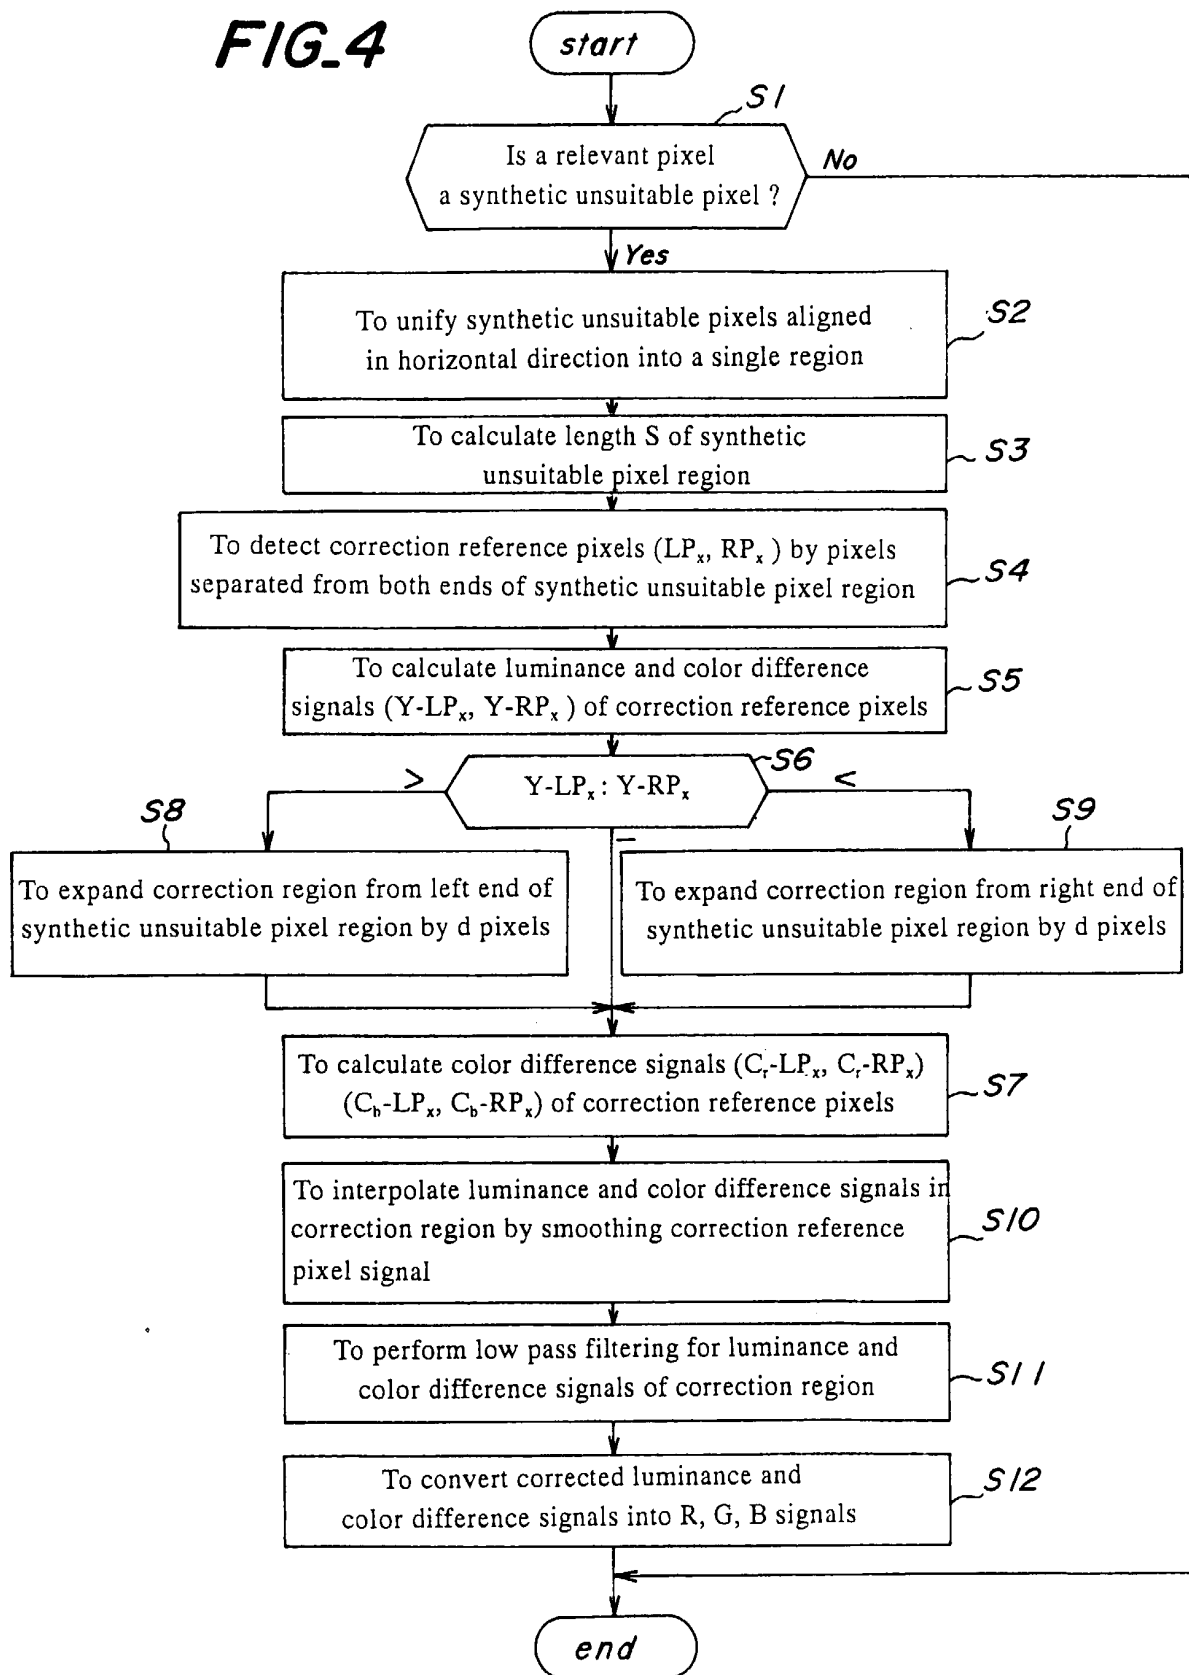 FIG_4
start
S1
Is a relevant pixel
a synthetic unsuitable pixel ?
No
Yes
To unify synthetic unsuitable pixels aligned
in horizontal direction into a single region
S2
To calculate length S of synthetic
unsuitable pixel region
S3
To detect correction reference pixels (LPx, RPx) by pixels
separated from both ends of synthetic unsuitable pixel region
S4
To calculate luminance and color difference
signals (Y-LPx, Y-RPx) of correction reference pixels
S5
S6
>
Y-LPx : Y-RPx
<
S8
S9
To expand correction region from left end of
synthetic unsuitable pixel region by d pixels
To expand correction region from right end of
synthetic unsuitable pixel region by d pixels
To calculate color difference signals (Cr-LPx, Cr-RPx)
(Cb-LPx, Cb-RPx) of correction reference pixels
S7
To interpolate luminance and color difference signals in
correction region by smoothing correction reference
pixel signal
S10
To perform low pass filtering for luminance and
color difference signals of correction region
S11
To convert corrected luminance and
color difference signals into R, G, B signals
S12
end